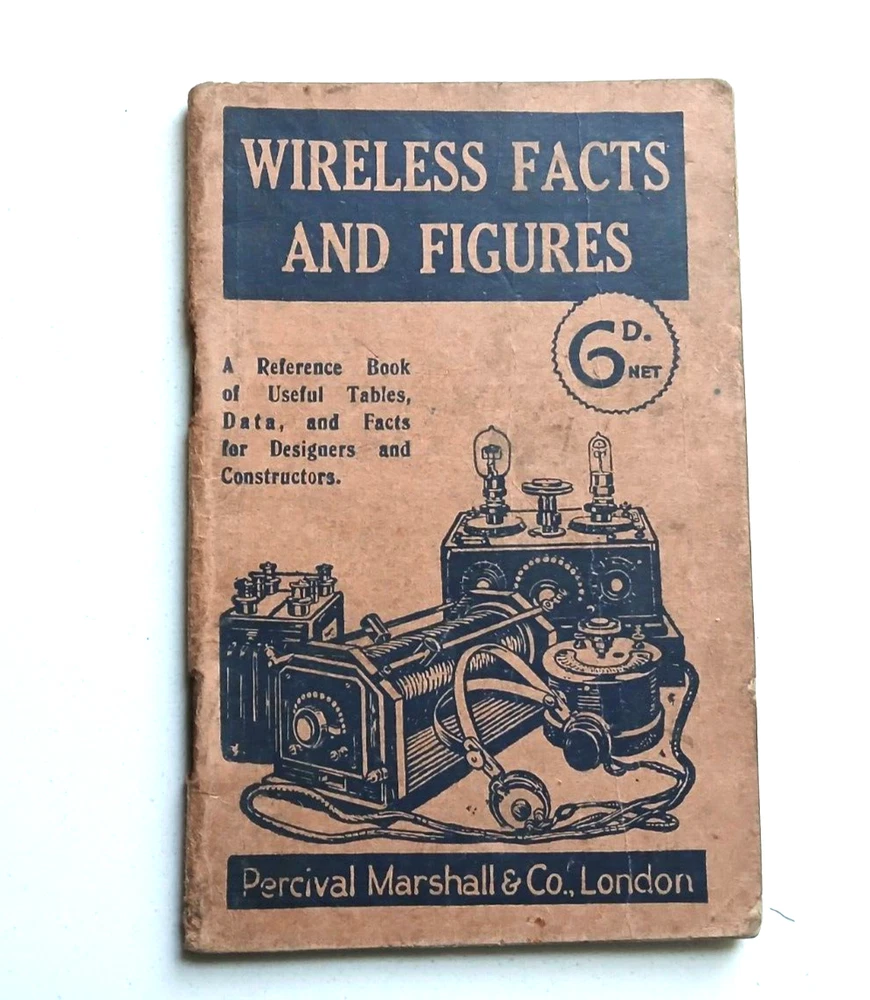 WIRELESS FACTS
AND FIGURES
6D.
NET
A Reference Book
of Useful Tables,
Data, and Facts
for Designers and
Constructors.
Percival Marshall & Co., London